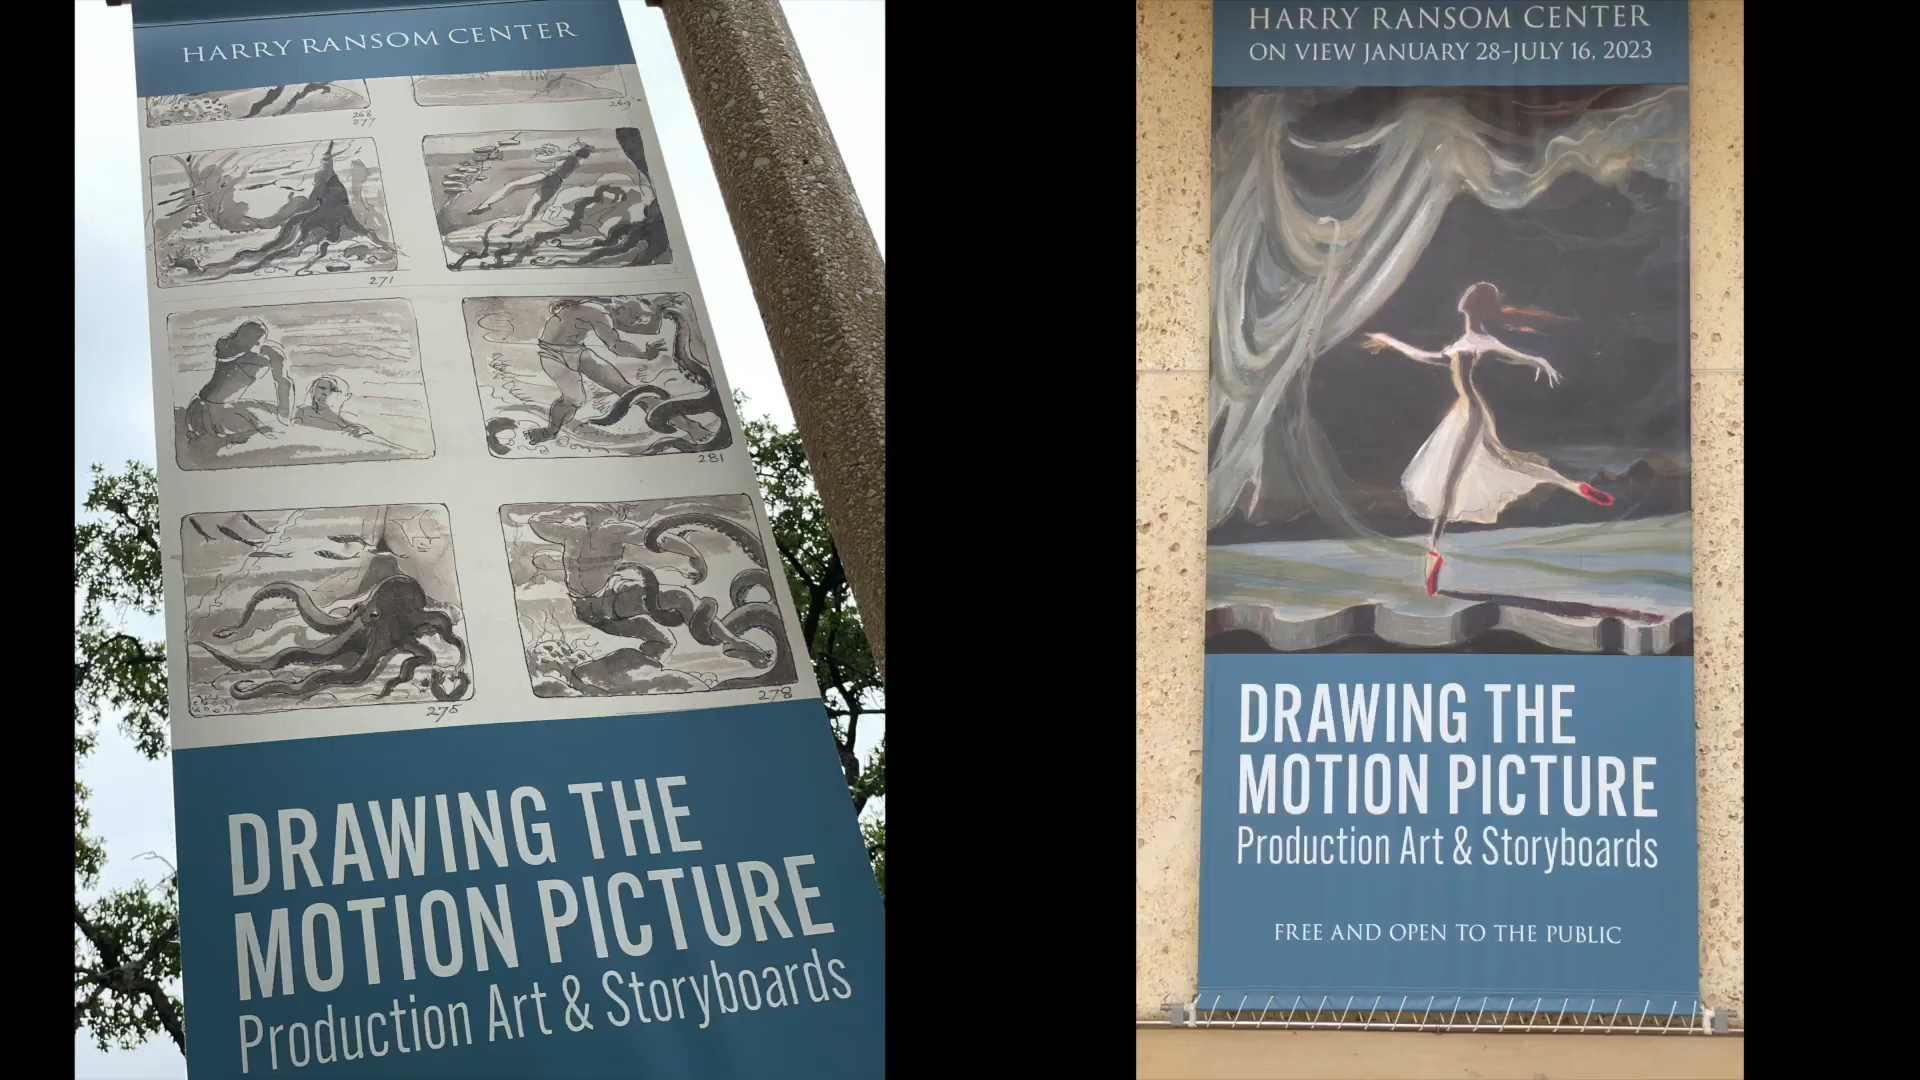 HARRY RANSOM CENTER
268
277
269
271
281
275
278
DRAWING THE
MOTION PICTURE
Production Art & Storyboards
HARRY RANSOM CENTER
ON VIEW JANUARY 28–JULY 16, 2023
DRAWING THE
MOTION PICTURE
Production Art & Storyboards
FREE AND OPEN TO THE PUBLIC